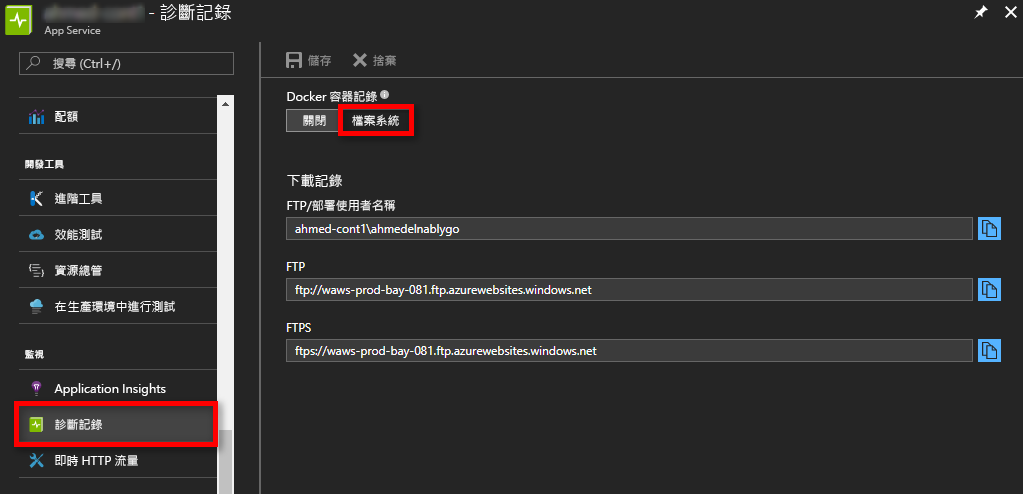 - 診斷記錄
App Service
搜尋 (Ctrl+/)
配額
開發工具
進階工具
效能測試
資源總管
在生產環境中進行測試
監視
Application Insights
診斷記錄
即時 HTTP 流量
儲存 捨棄
Docker 容器記錄
關閉 檔案系統
下載記錄
FTP/部署使用者名稱
ahmed-cont1\ahmedelnablygo
FTP
ftp://waws-prod-bay-081.ftp.azurewebsites.windows.net
FTPS
ftps://waws-prod-bay-081.ftp.azurewebsites.windows.net